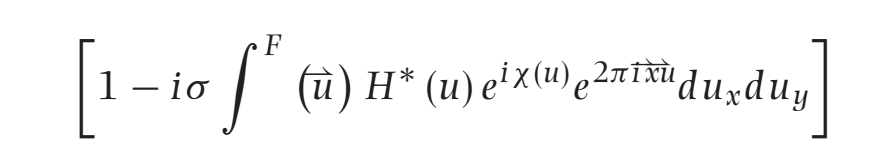 [1 − iσ ∫^F (u⃗) H* (u) e^{iχ(u)} e^{2πi⃗x⃗u⃗} du_x du_y]